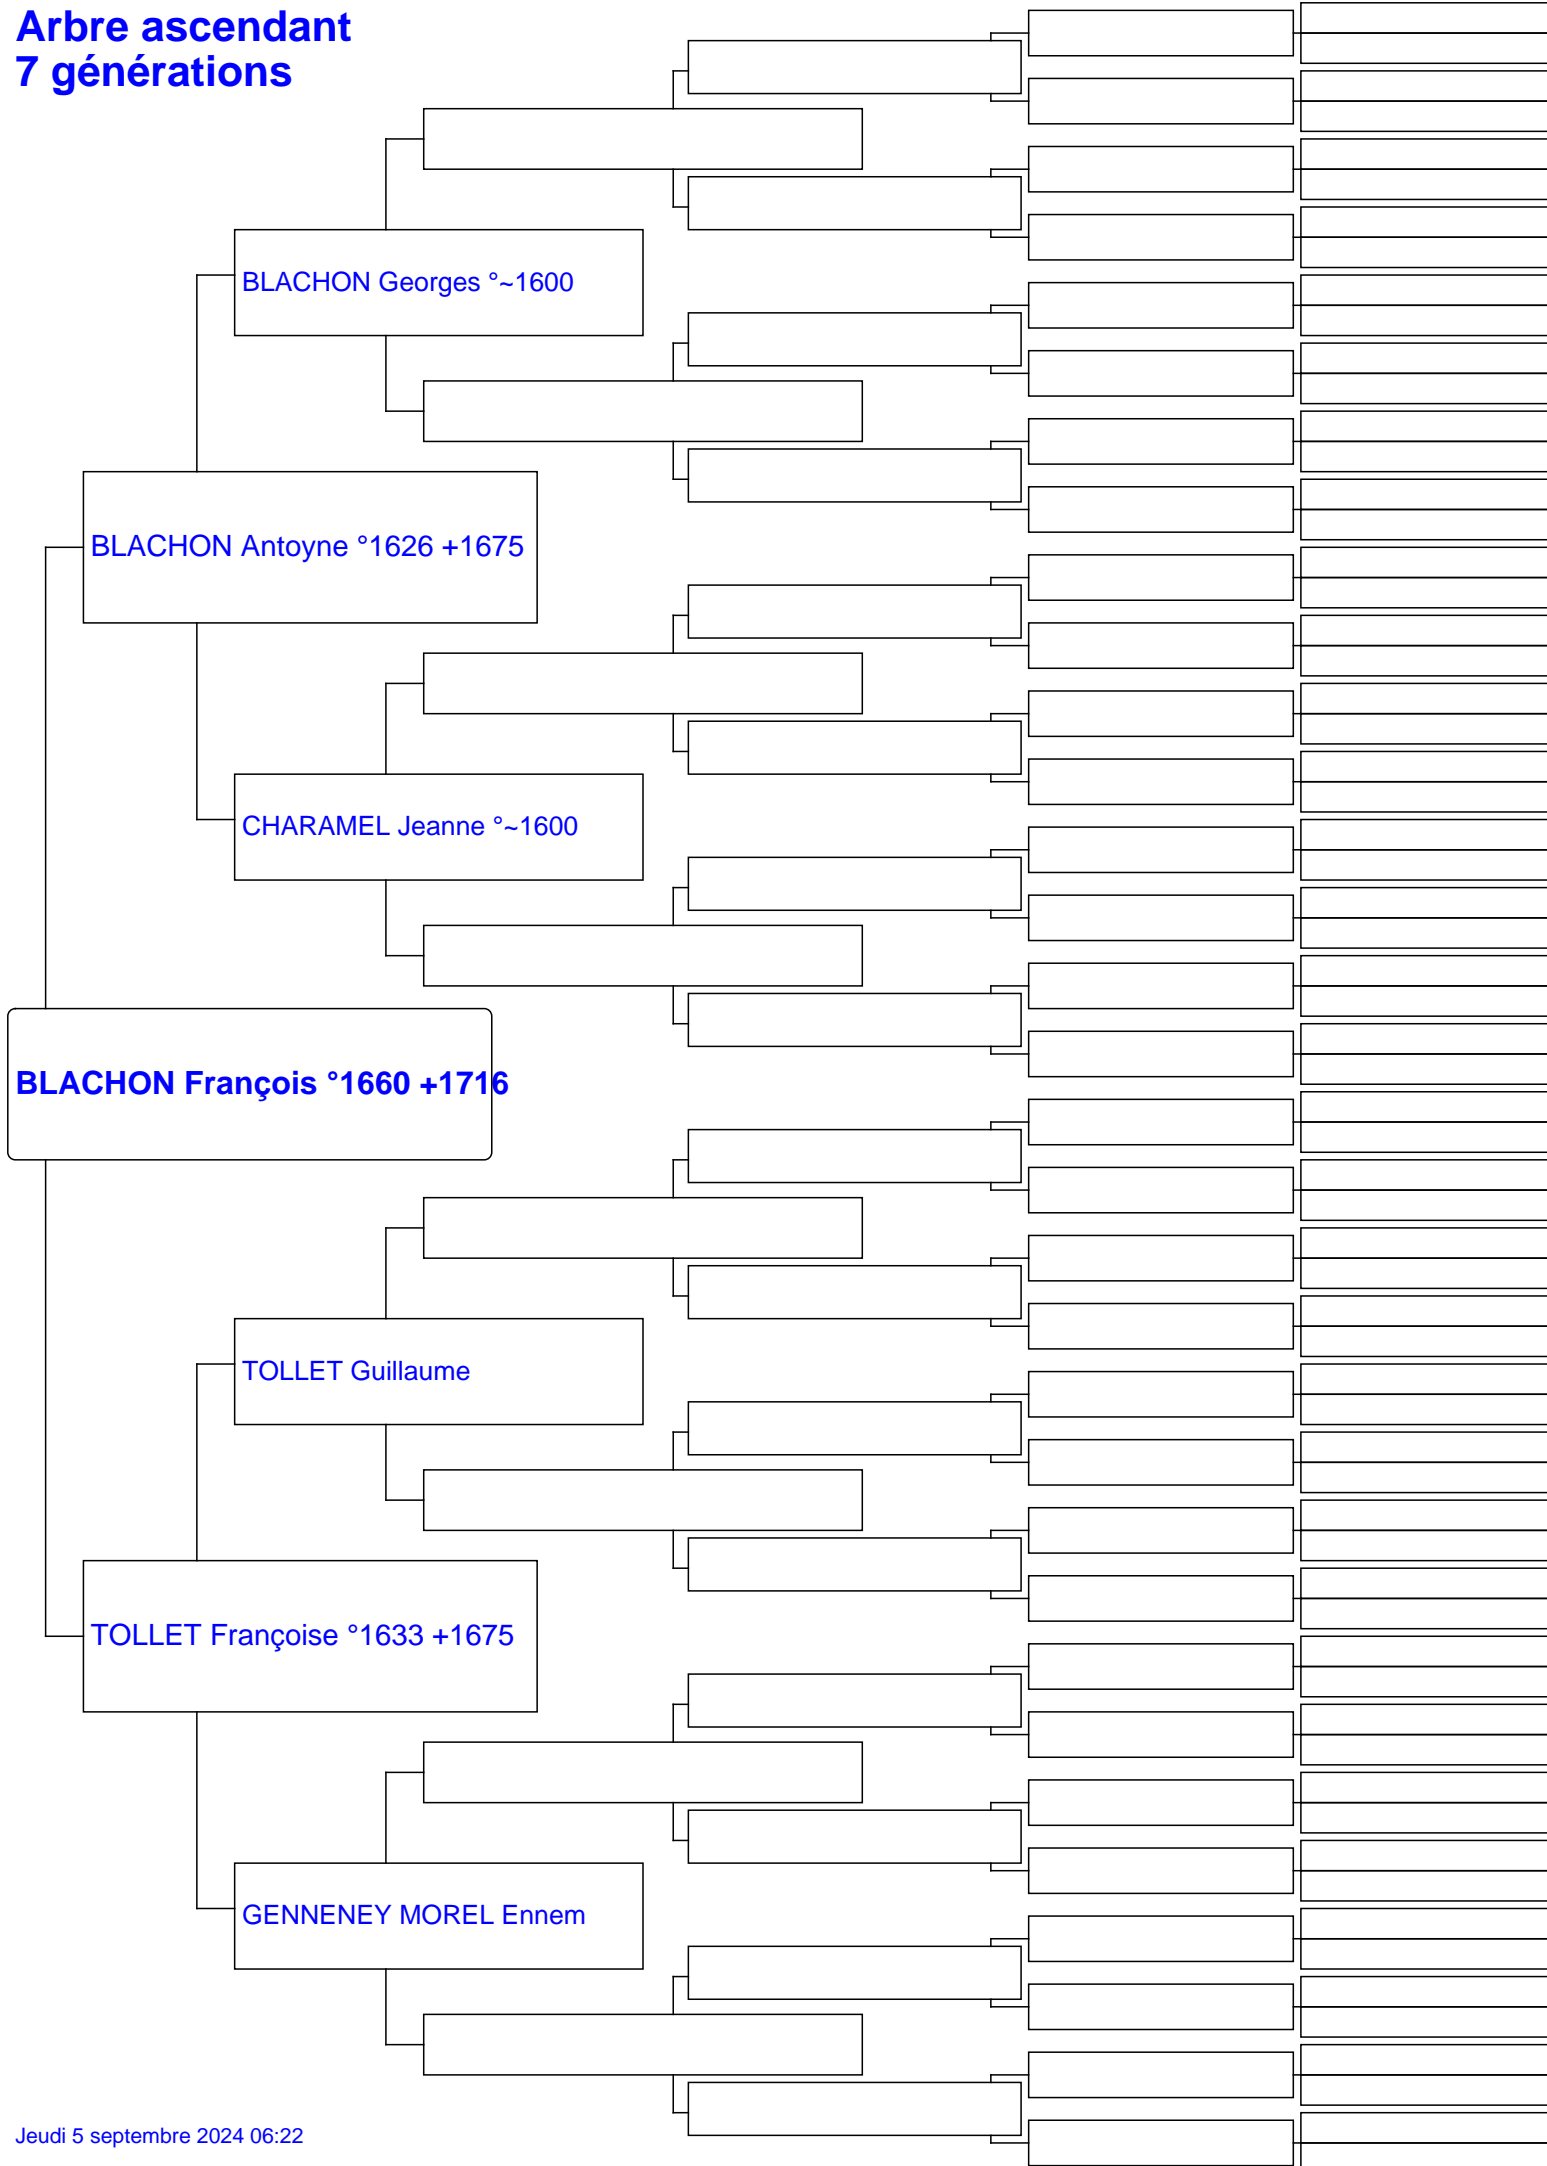 Arbre ascendant
7 générations
BLACHON Georges °~1600
BLACHON Antoyne °1626 +1675
CHARAMEL Jeanne °~1600
BLACHON François °1660 +1716
TOLLET Guillaume
TOLLET Françoise °1633 +1675
GENNENEY MOREL Ennem
Jeudi 5 septembre 2024 06:22